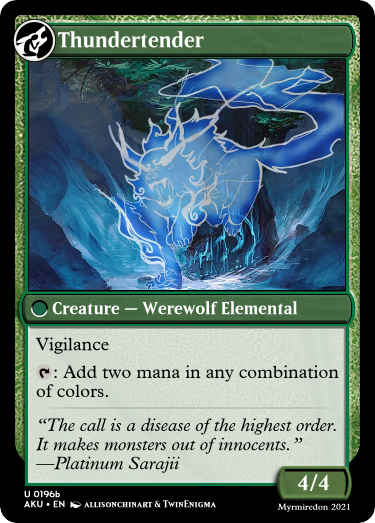 Thundertender
Creature — Werewolf Elemental
Vigilance
: Add two mana in any combination
of colors.
“The call is a disease of the highest order.
It makes monsters out of innocents.”
—Platinum Sarajii
4/4
U 0196b
AKU • EN ALLISONCHINART & TWINENIGMA
Myrmiredon 2021